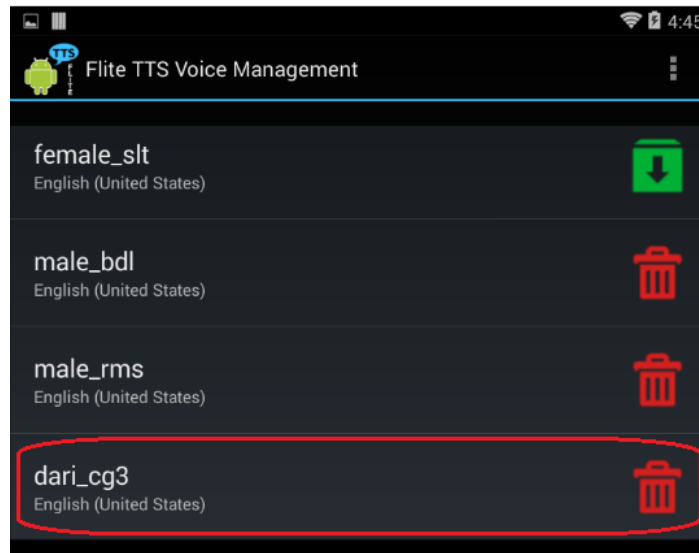 4:45
TTS
FLITE
Flite TTS Voice Management
female_slt
English (United States)
male_bdl
English (United States)
male_rms
English (United States)
dari_cg3
English (United States)